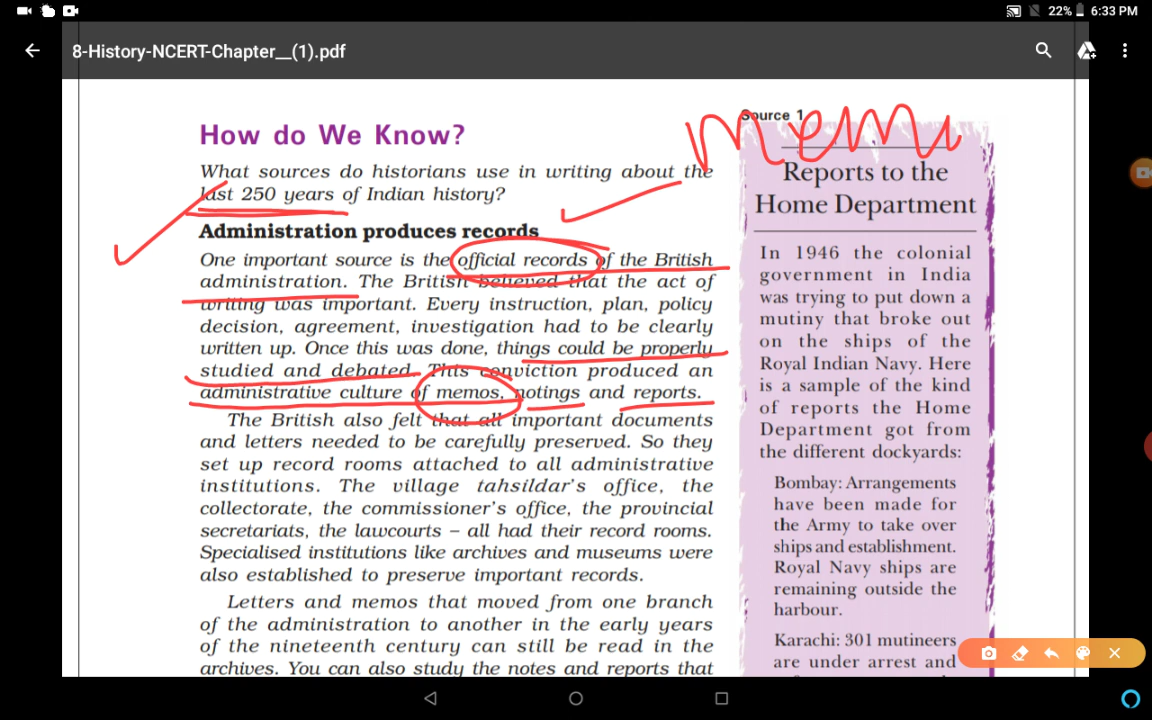 22% 6:33 PM
8-History-NCERT-Chapter__(1).pdf
How do We Know?
What sources do historians use in writing about the
last 250 years of Indian history?
Administration produces records
One important source is the official records of the British
administration. The British believed that the act of
writing was important. Every instruction, plan, policy
decision, agreement, investigation had to be clearly
written up. Once this was done, things could be properly
studied and debated. This conviction produced an
administrative culture of memos, notings and reports.
The British also felt that all important documents
and letters needed to be carefully preserved. So they
set up record rooms attached to all administrative
institutions. The village tahsildar's office, the
collectorate, the commissioner's office, the provincial
secretariats, the lawcourts – all had their record rooms.
Specialised institutions like archives and museums were
also established to preserve important records.
Letters and memos that moved from one branch
of the administration to another in the early years
of the nineteenth century can still be read in the
archives. You can also study the notes and reports that
Source 1
Reports to the
Home Department
In 1946 the colonial
government in India
was trying to put down a
mutiny that broke out
on the ships of the
Royal Indian Navy. Here
is a sample of the kind
of reports the Home
Department got from
the different dockyards:
Bombay: Arrangements
have been made for
the Army to take over
ships and establishment.
Royal Navy ships are
remaining outside the
harbour.
Karachi: 301 mutineers
are under arrest and